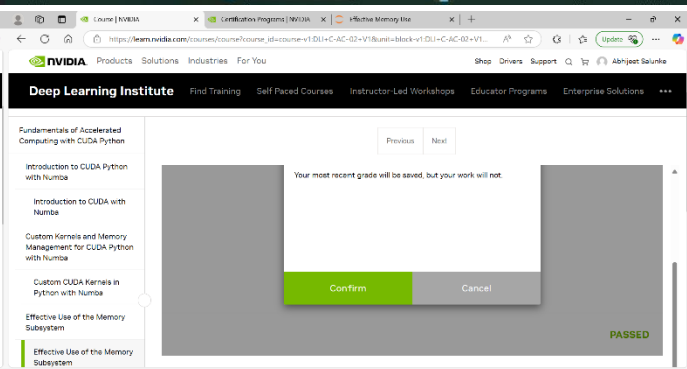 Course | NVIDIA
Certification Programs | NVIDIA
Effective Memory Use
https://learn.nvidia.com/courses/course?course_id=course-v1:DLI+C-AC-02+V1&unit=block-v1:DLI+C-AC-02+V1...
Update
NVIDIA. Products Solutions Industries For You
Shop Drivers Support Abhijeet Salunke
Deep Learning Institute Find Training Self Paced Courses Instructor-Led Workshops Educator Programs Enterprise Solutions
Fundamentals of Accelerated
Computing with CUDA Python
Introduction to CUDA Python
with Numba
Introduction to CUDA with
Numba
Custom Kernels and Memory
Management for CUDA Python
with Numba
Custom CUDA Kernels in
Python with Numba
Effective Use of the Memory
Subsystem
Effective Use of the Memory
Subsystem
Previous Next
Your most recent grade will be saved, but your work will not.
Confirm Cancel
PASSED